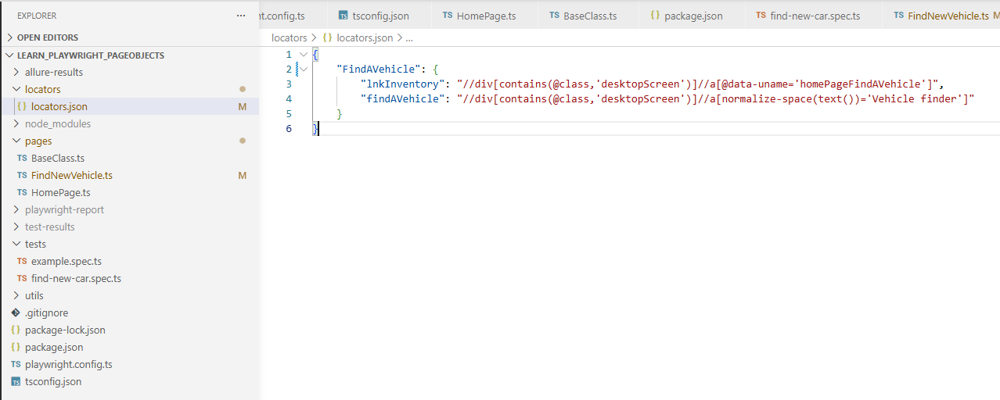 EXPLORER ...
nt.config.ts tsconfig.json TS HomePage.ts TS BaseClass.ts {} package.json TS find-new-car.spec.ts TS FindNewVehicle.ts M
OPEN EDITORS
locators > {} locators.json > ...
LEARN_PLAYWRIGHT_PAGEOBJECTS
allure-results
locators
{} locators.json M
node_modules
pages
TS BaseClass.ts
TS FindNewVehicle.ts M
TS HomePage.ts
playwright-report
test-results
tests
TS example.spec.ts
TS find-new-car.spec.ts
utils
.gitignore
{} package-lock.json
{} package.json
TS playwright.config.ts
TS tsconfig.json
1 {
2 "FindAVehicle": {
3 "lnkInventory": "//div[contains(@class,'desktopScreen')]//a[@data-uname='homePageFindAVehicle']",
4 "findAVehicle": "//div[contains(@class,'desktopScreen')]//a[normalize-space(text())='Vehicle finder']"
5 }
6 }